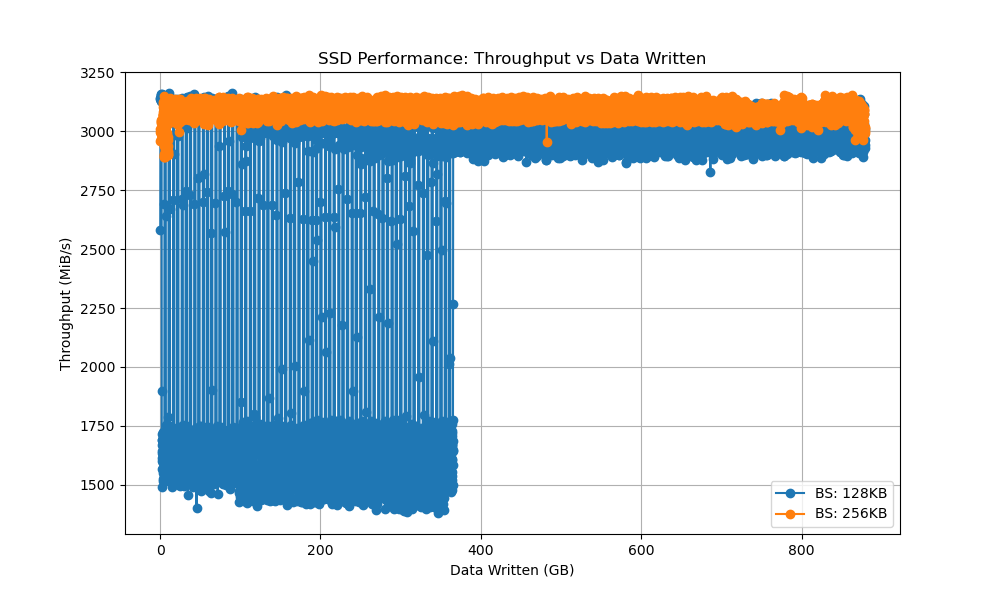 SSD Performance: Throughput vs Data Written
Throughput (MiB/s)
3250
3000
2750
2500
2250
2000
1750
1500
0 200 400 600 800
Data Written (GB)
BS: 128KB
BS: 256KB